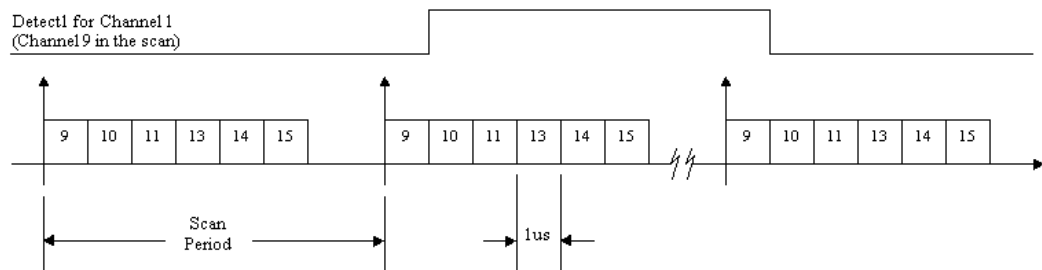 Detect1 for Channel 1
(Channel 9 in the scan)
9 10 11 13 14 15 9 10 11 13 14 15 9 10 11 13 14 15
Scan
Period
1us